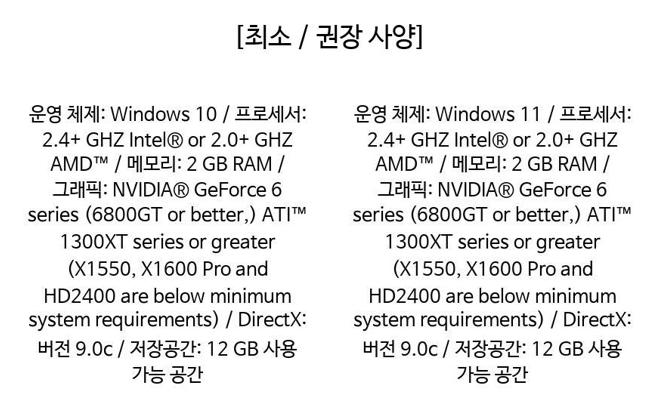 [최소 / 권장 사양]
운영 체제: Windows 10 / 프로세서:
2.4+ GHZ Intel® or 2.0+ GHZ
AMD™ / 메모리: 2 GB RAM /
그래픽: NVIDIA® GeForce 6
series (6800GT or better,) ATI™
1300XT series or greater
(X1550, X1600 Pro and
HD2400 are below minimum
system requirements) / DirectX:
버전 9.0c / 저장공간: 12 GB 사용
가능 공간
운영 체제: Windows 11 / 프로세서:
2.4+ GHZ Intel® or 2.0+ GHZ
AMD™ / 메모리: 2 GB RAM /
그래픽: NVIDIA® GeForce 6
series (6800GT or better,) ATI™
1300XT series or greater
(X1550, X1600 Pro and
HD2400 are below minimum
system requirements) / DirectX:
버전 9.0c / 저장공간: 12 GB 사용
가능 공간